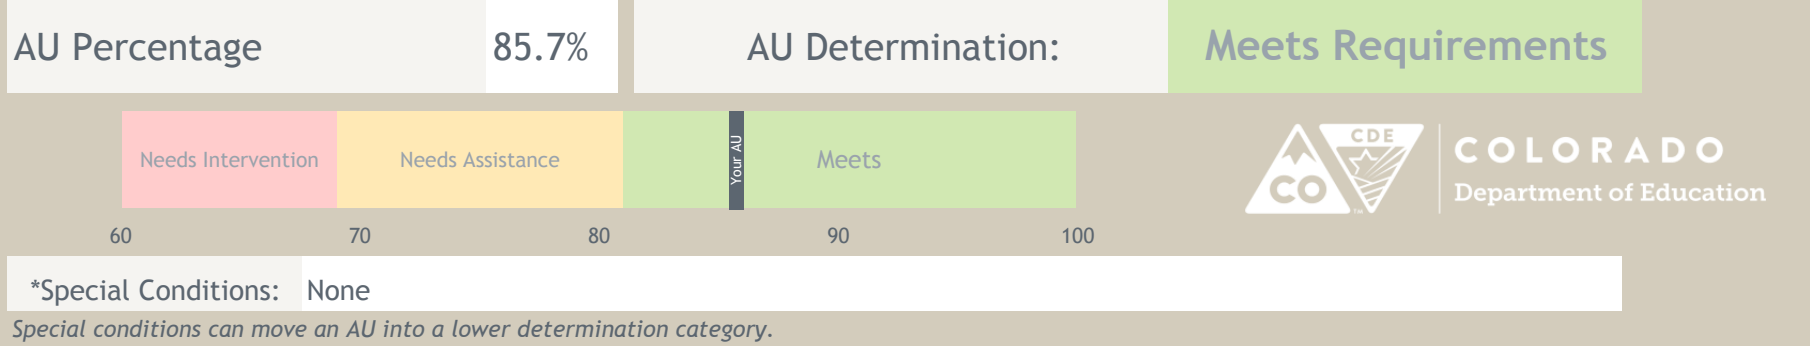 AU Percentage 85.7% AU Determination: Meets Requirements
Needs Intervention Needs Assistance Your AU Meets
60 70 80 90 100
CDE
CO
TM
COLORADO
Department of Education
*Special Conditions: None
Special conditions can move an AU into a lower determination category.